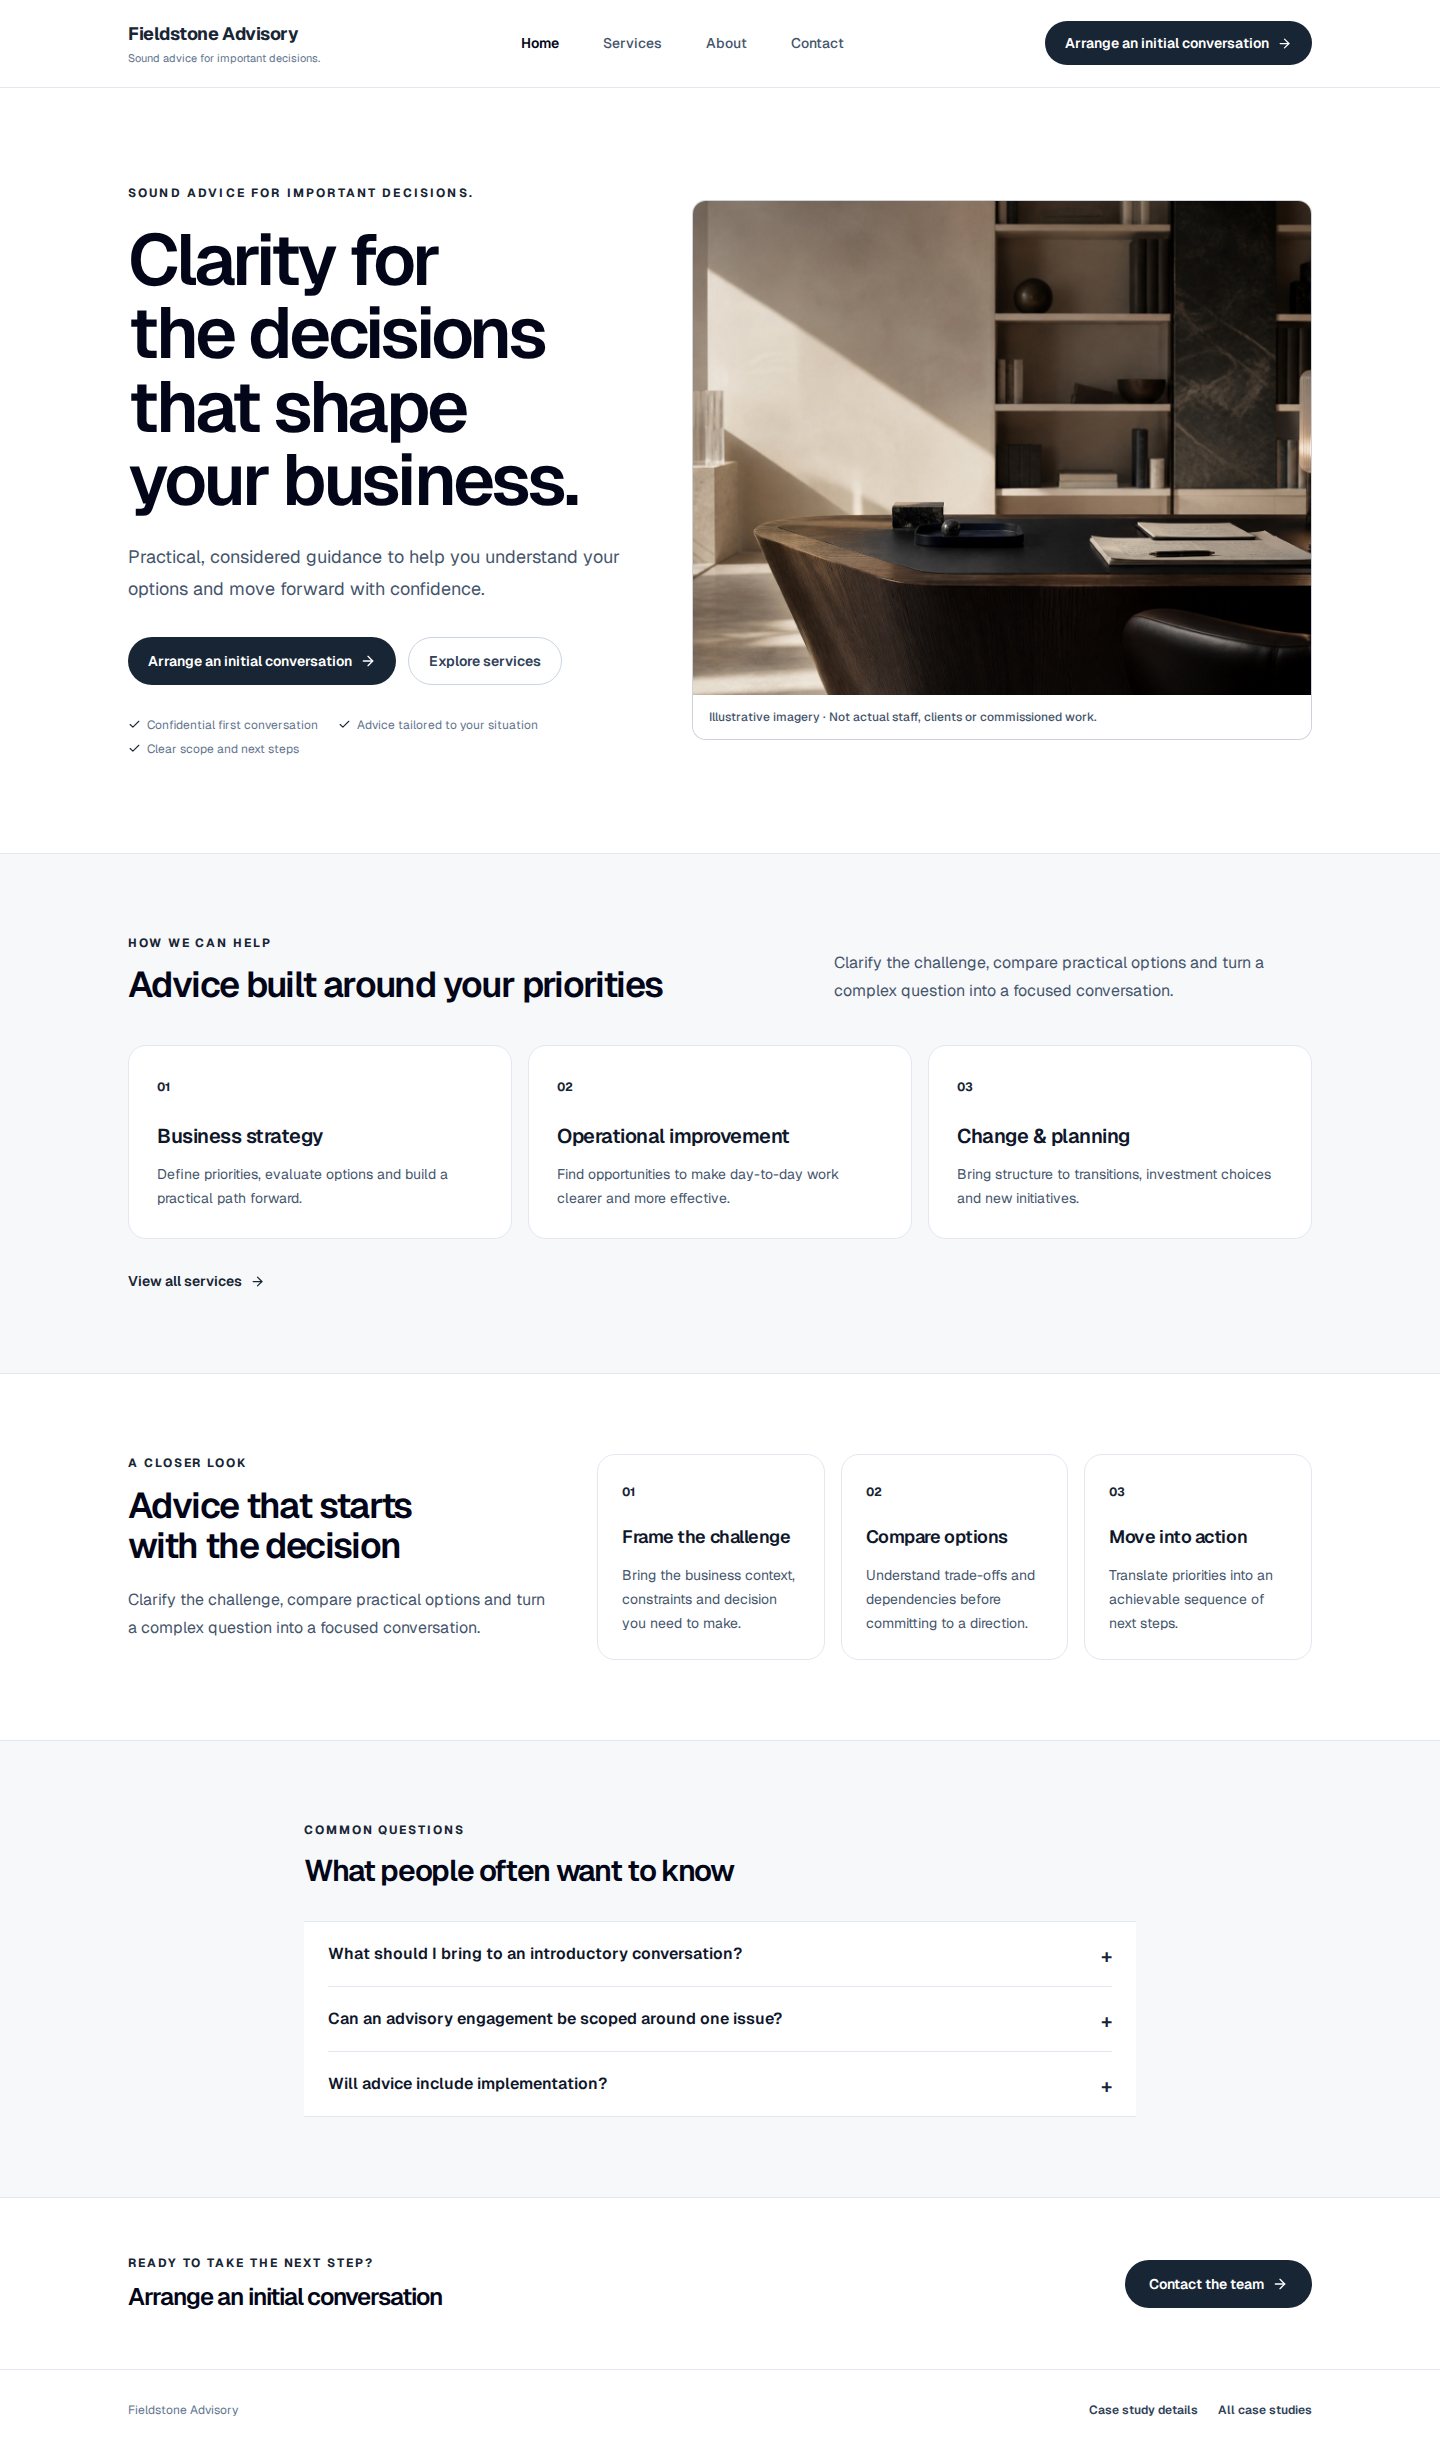 Fieldstone Advisory
Sound advice for important decisions.
Home
Services
About
Contact
Arrange an initial conversation →
SOUND ADVICE FOR IMPORTANT DECISIONS.
Clarity for
the decisions
that shape
your business.
Practical, considered guidance to help you understand your
options and move forward with confidence.
Arrange an initial conversation →
Explore services
✓ Confidential first conversation
✓ Advice tailored to your situation
✓ Clear scope and next steps
Illustrative imagery · Not actual staff, clients or commissioned work.
HOW WE CAN HELP
Advice built around your priorities
Clarify the challenge, compare practical options and turn a
complex question into a focused conversation.
01
Business strategy
Define priorities, evaluate options and build a
practical path forward.
02
Operational improvement
Find opportunities to make day-to-day work
clearer and more effective.
03
Change & planning
Bring structure to transitions, investment choices
and new initiatives.
View all services →
A CLOSER LOOK
Advice that starts
with the decision
Clarify the challenge, compare practical options and turn
a complex question into a focused conversation.
01
Frame the challenge
Bring the business context,
constraints and decision
you need to make.
02
Compare options
Understand trade-offs and
dependencies before
committing to a direction.
03
Move into action
Translate priorities into an
achievable sequence of
next steps.
COMMON QUESTIONS
What people often want to know
What should I bring to an introductory conversation? +
Can an advisory engagement be scoped around one issue? +
Will advice include implementation? +
READY TO TAKE THE NEXT STEP?
Arrange an initial conversation
Contact the team →
Fieldstone Advisory
Case study details
All case studies